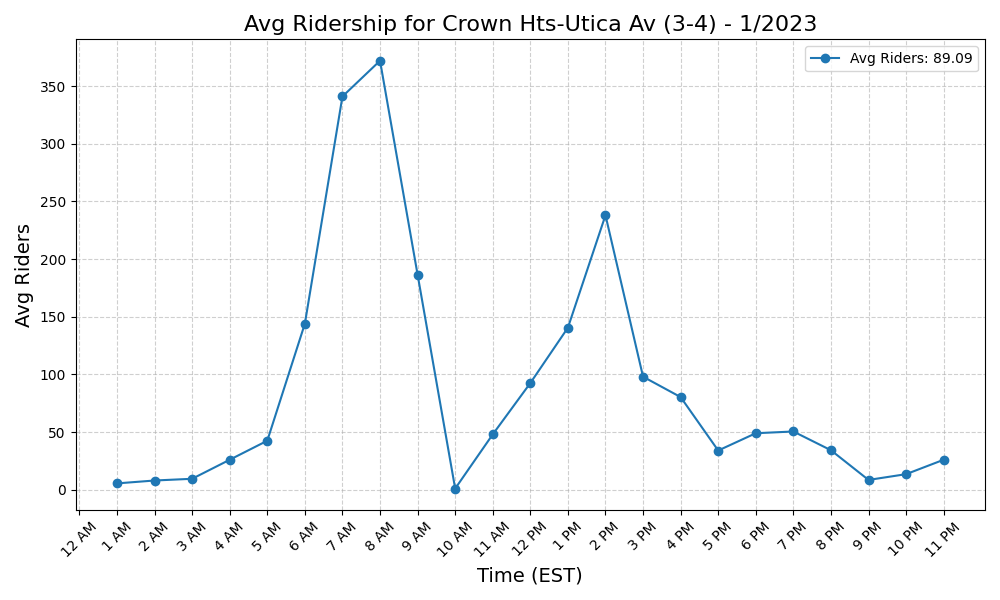 Avg Ridership for Crown Hts-Utica Av (3-4) - 1/2023
Avg Riders: 89.09
Avg Riders
350
300
250
200
150
100
50
0
12 AM
1 AM
2 AM
3 AM
4 AM
5 AM
6 AM
7 AM
8 AM
9 AM
10 AM
11 AM
12 PM
1 PM
2 PM
3 PM
4 PM
5 PM
6 PM
7 PM
8 PM
9 PM
10 PM
11 PM
Time (EST)